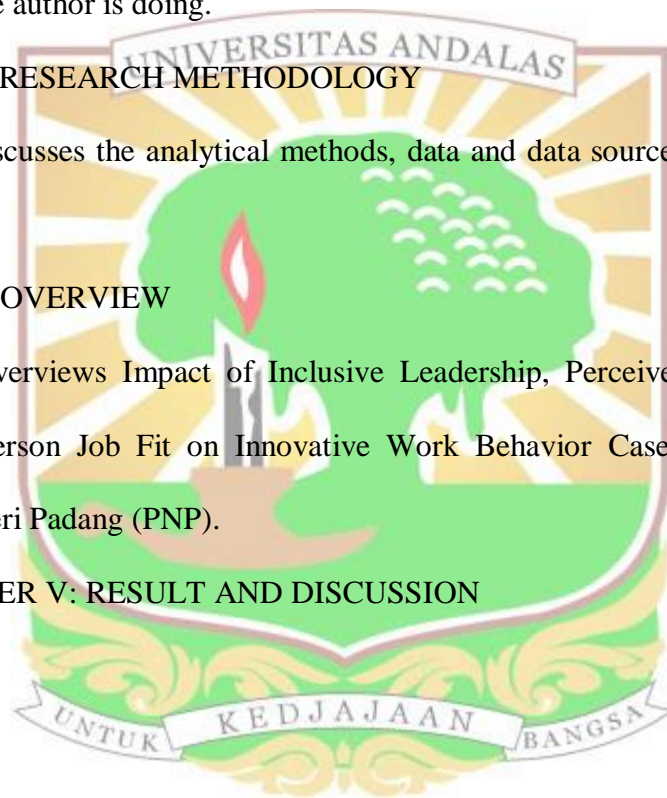 e author is doing.
UNIVERSITAS ANDALAS
RESEARCH METHODOLOGY
scusses the analytical methods, data and data source
OVERVIEW
verviews Impact of Inclusive Leadership, Perceive
erson Job Fit on Innovative Work Behavior Case
eri Padang (PNP).
ER V: RESULT AND DISCUSSION
UNTUK KEDJAJAAN BANGSA